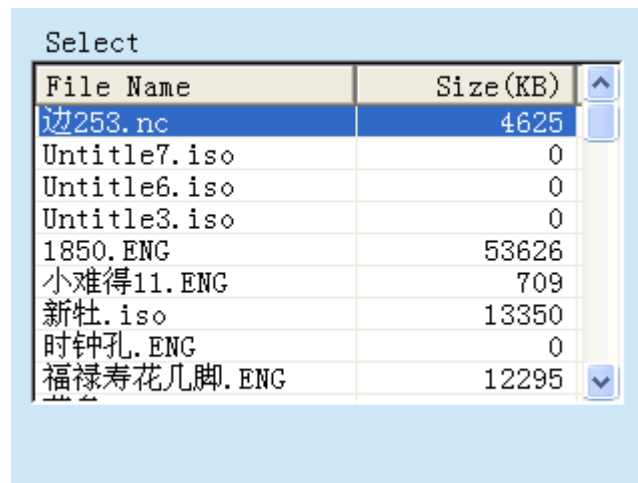 Select
File Name Size(KB)
边253.nc 4625
Untitle7.iso 0
Untitle6.iso 0
Untitle3.iso 0
1850.ENG 53626
小难得11.ENG 709
新牡.iso 13350
时钟孔.ENG 0
福禄寿花几脚.ENG 12295